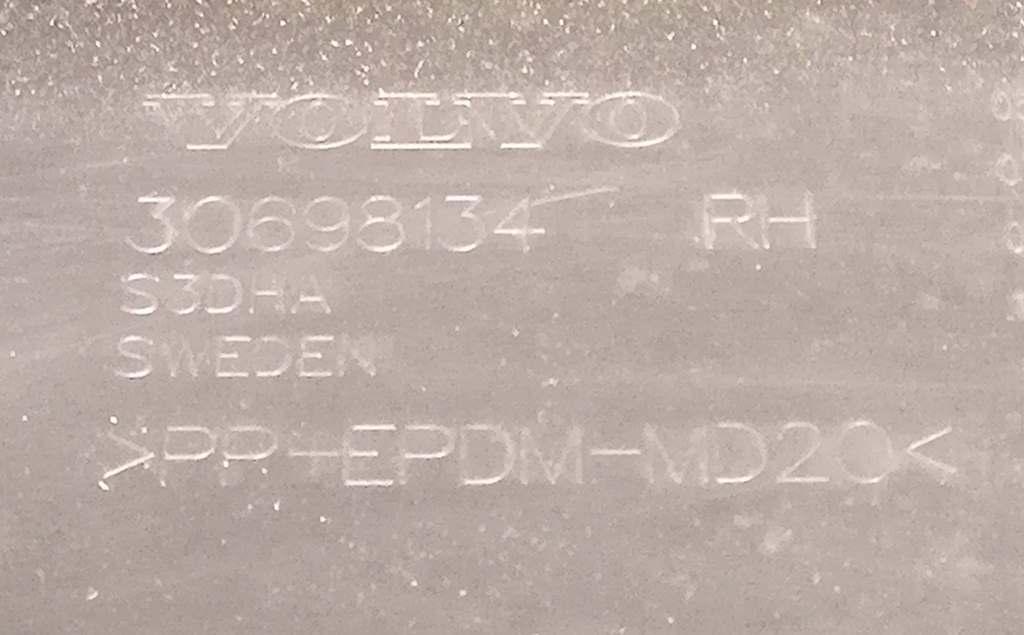 VOLVO
30698134 RH
S3DHA
SWEDEN
>PP+EPDM-MD20<